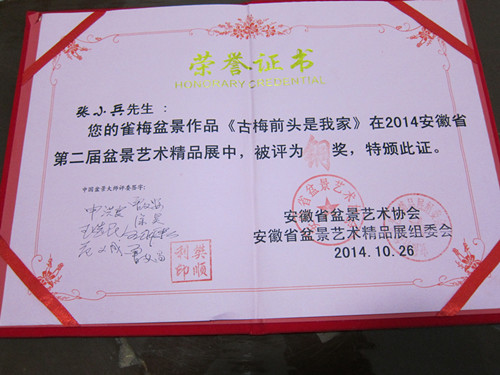 荣誉证书
HONORARY CREDENTIAL
张小兵先生：
您的雀梅盆景作品《古梅前头是我家》在2014安徽省
第二届盆景艺术精品展中，被评为铜奖，特颁此证。
中国盆景大师评委签字：
樊顺利印
安徽省盆景艺术协会
安徽省盆景艺术精品展组委会
2014.10.26